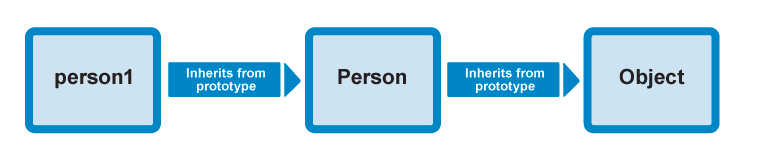 person1
Inherits from
prototype
Person
Inherits from
prototype
Object